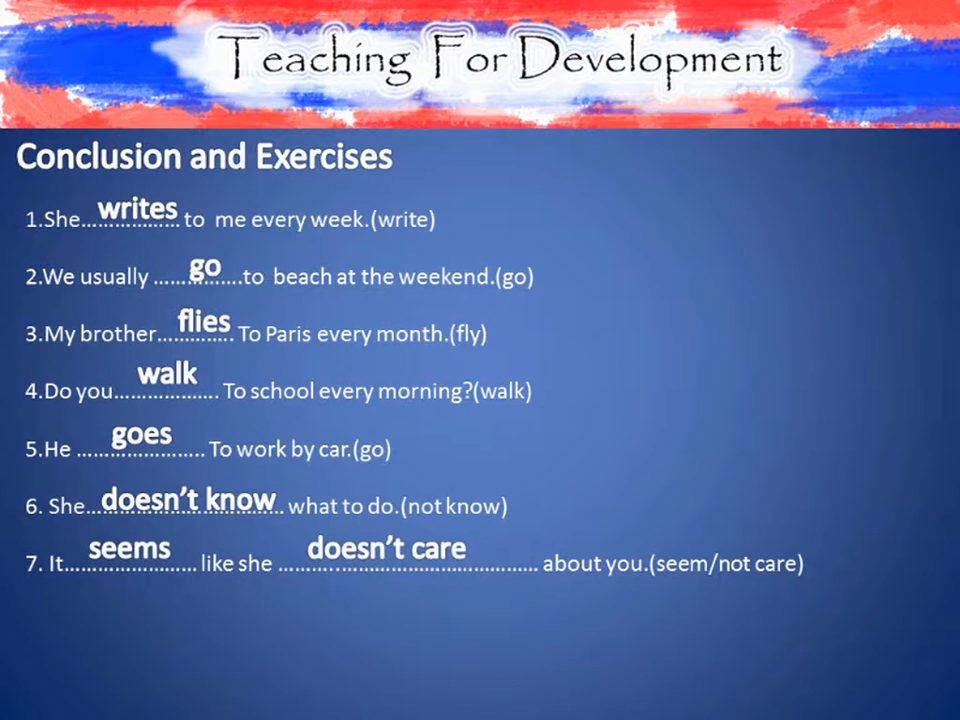 Teaching For Development
Conclusion and Exercises
1.She....writes....to me every week.(write)
2.We usually ....go....to beach at the weekend.(go)
3.My brother....flies.... To Paris every month.(fly)
4.Do you....walk.... To school every morning?(walk)
5.He ....goes.... To work by car.(go)
6. She....doesn't know.... what to do.(not know)
7. It....seems.... like she ....doesn't care.... about you.(seem/not care)